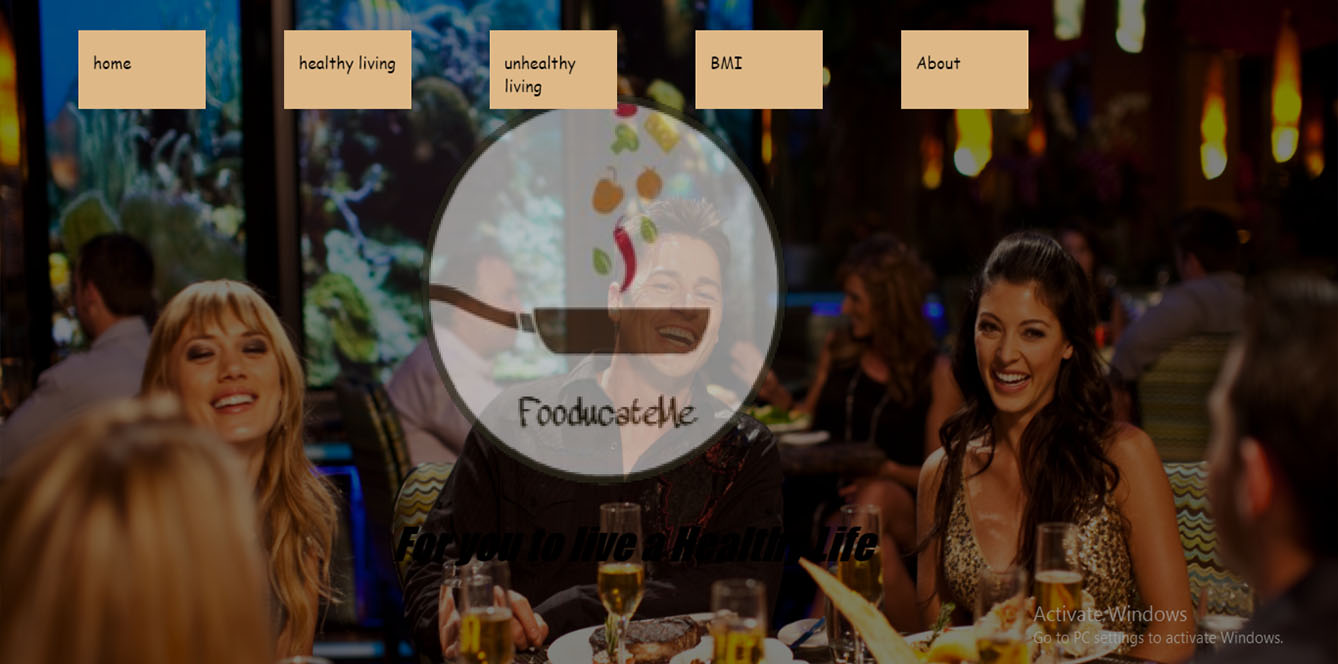 home
healthy living
unhealthy
living
BMI
About
FooducateMe
For you to live a Healthy Life
Activate Windows
Go to PC settings to activate Windows.